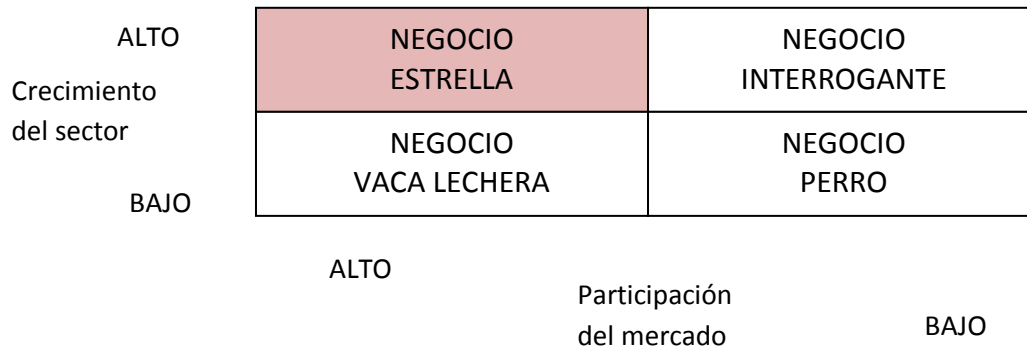 ALTO
NEGOCIO
ESTRELLA
NEGOCIO
INTERROGANTE
Crecimiento
del sector
NEGOCIO
VACA LECHERA
NEGOCIO
PERRO
BAJO
ALTO
Participación
del mercado
BAJO